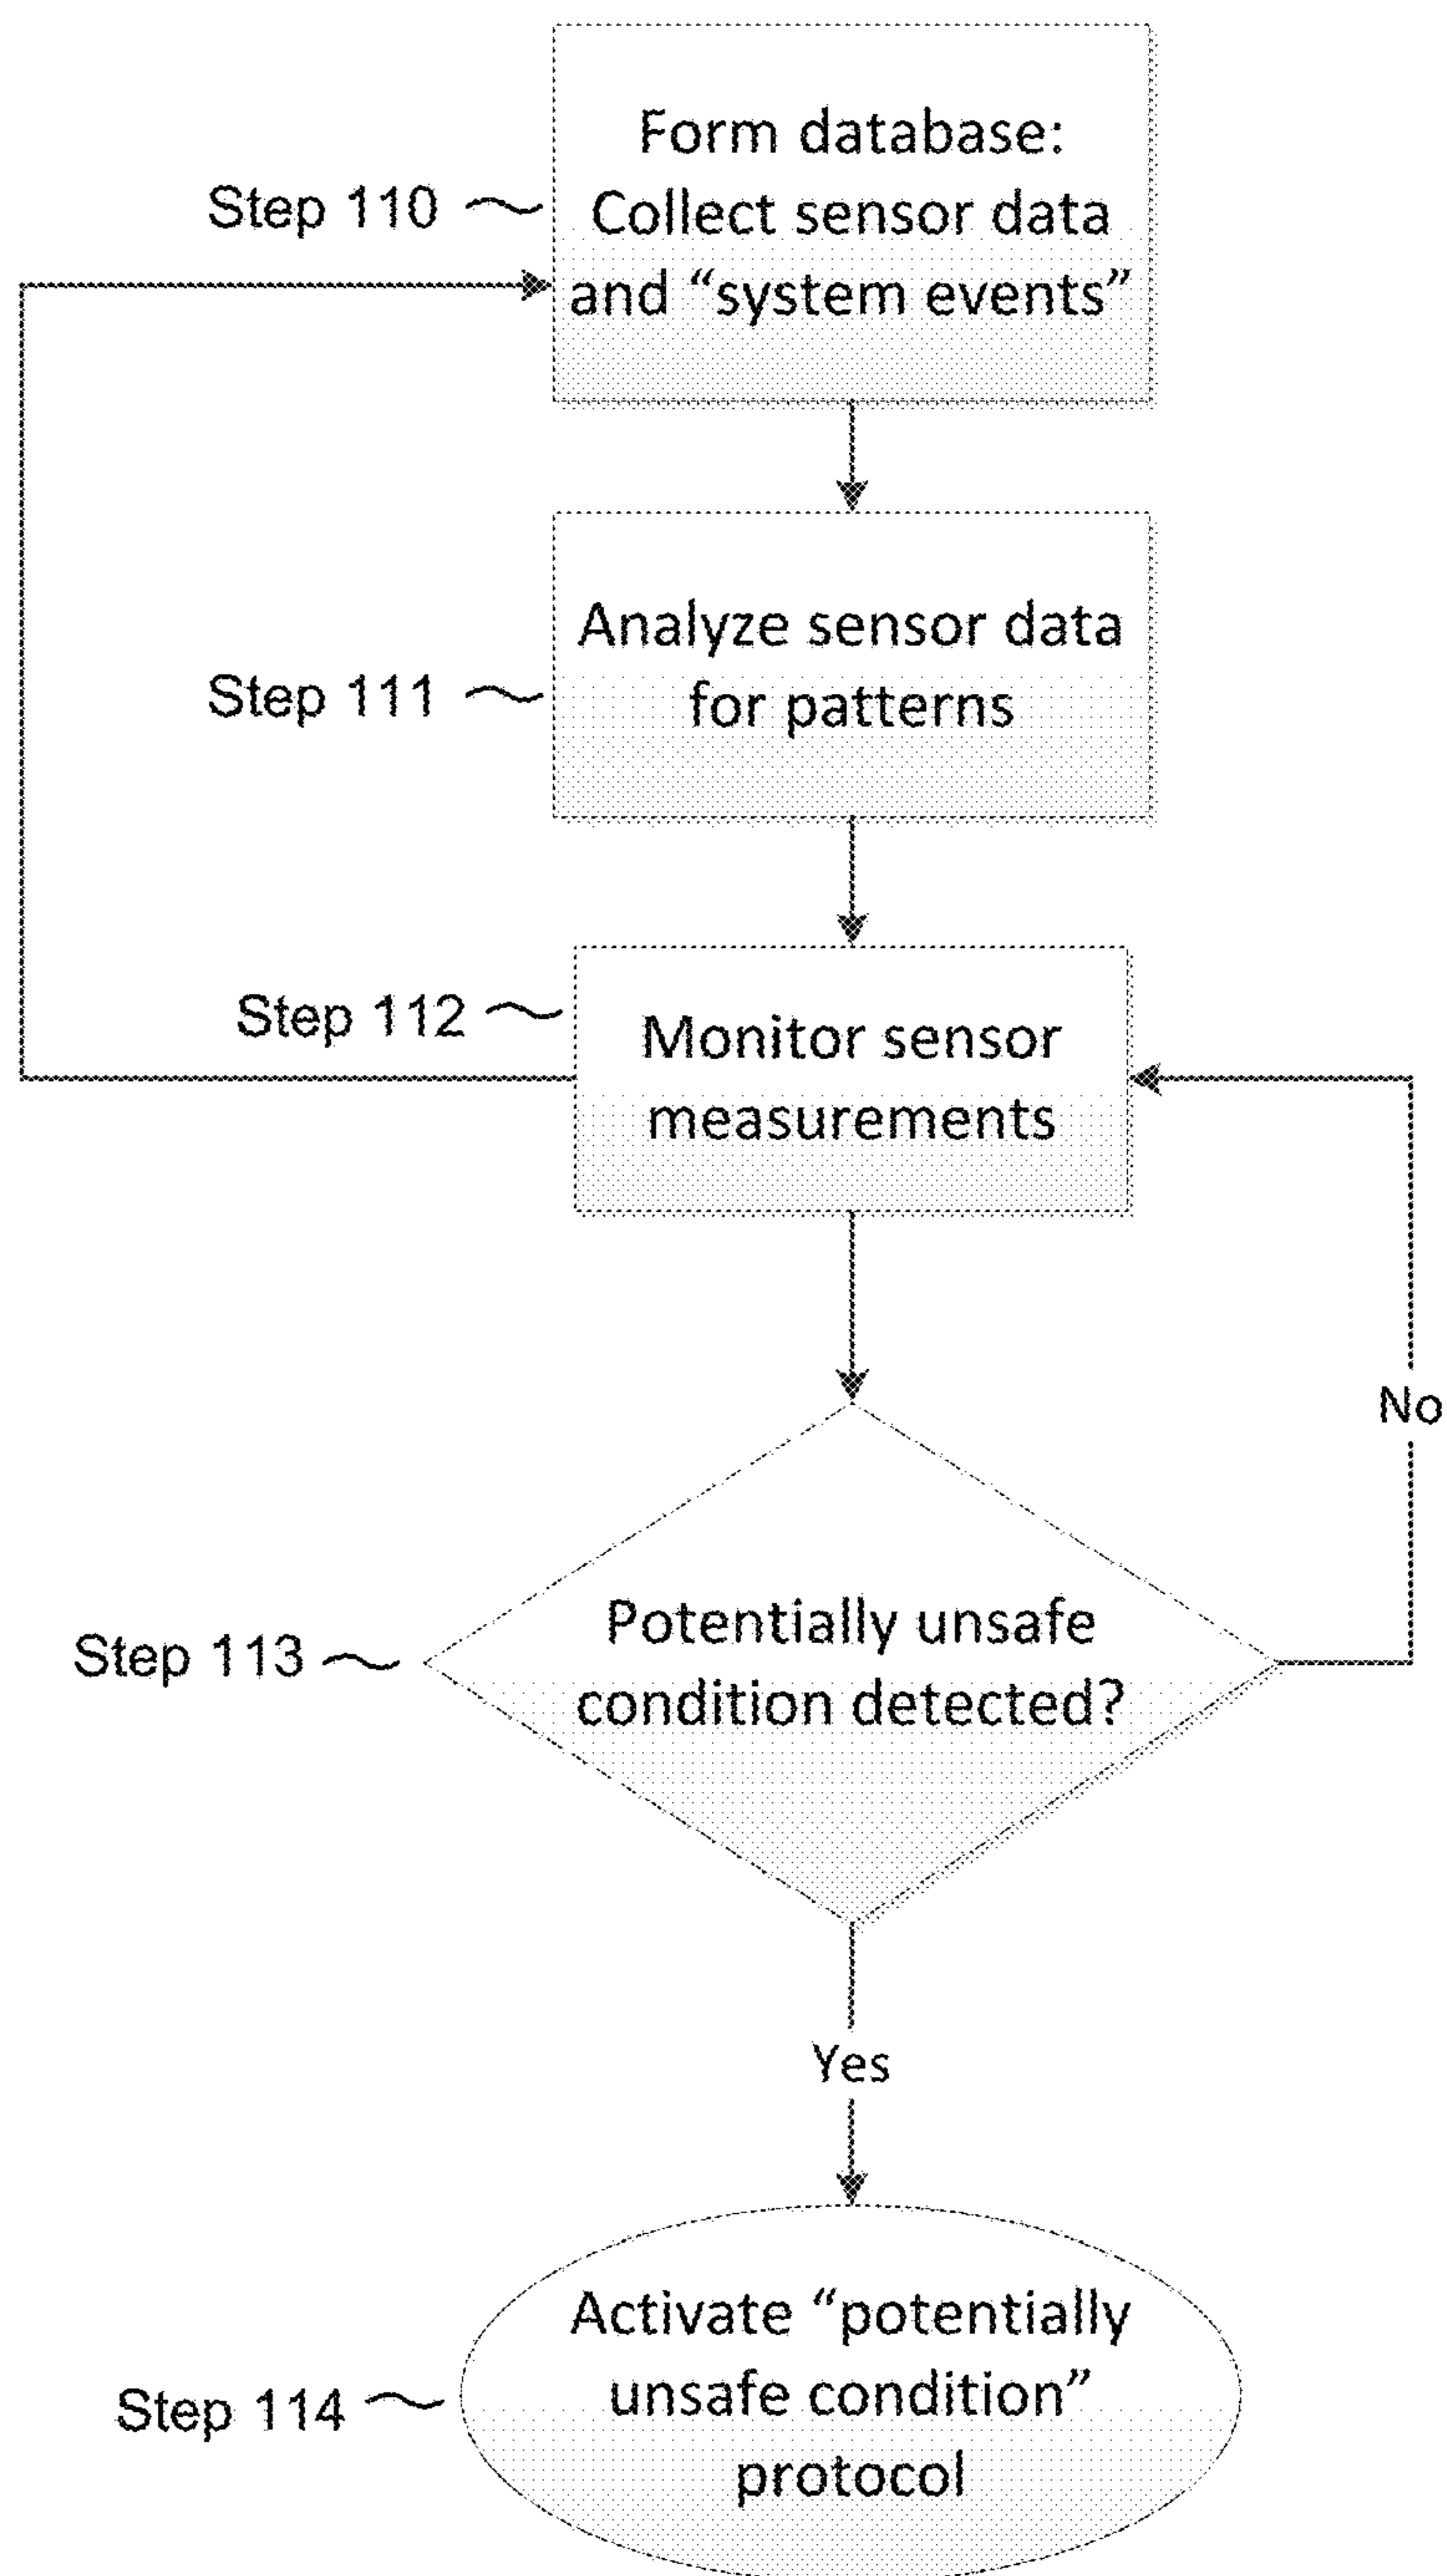 Form database:
Step 110
Collect sensor data
and “system events”
Analyze sensor data
Step 111
for patterns
Step 112
Monitor sensor
measurements
No
Potentially unsafe
Step 113
condition detected?
Yes
Activate “potentially
unsafe condition”
Step 114
protocol